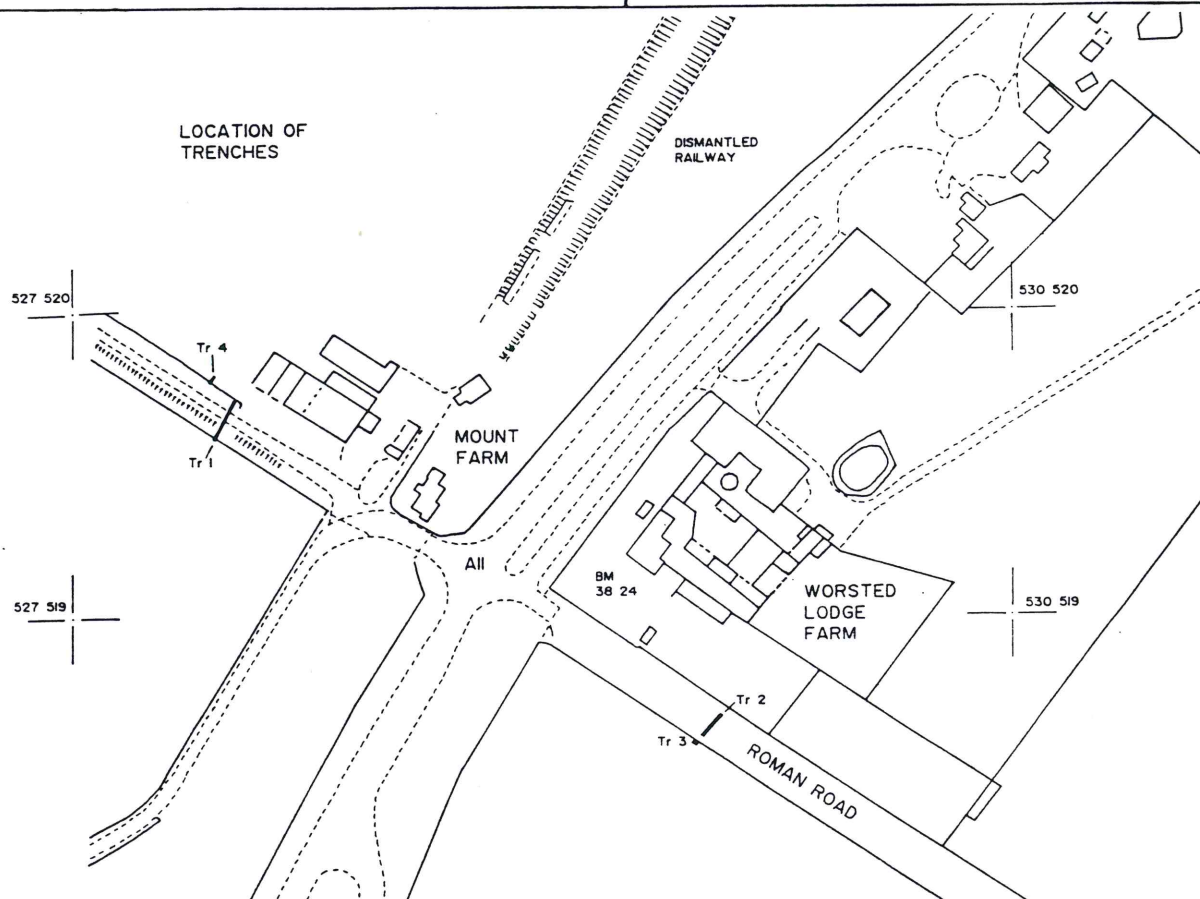 LOCATION OF
TRENCHES
DISMANTLED
RAILWAY
527 520
530 520
Tr 4
Tr 1
MOUNT
FARM
A11
BM
38 24
527 519
WORSTED
LODGE
FARM
530 519
Tr 2
Tr 3
ROMAN ROAD